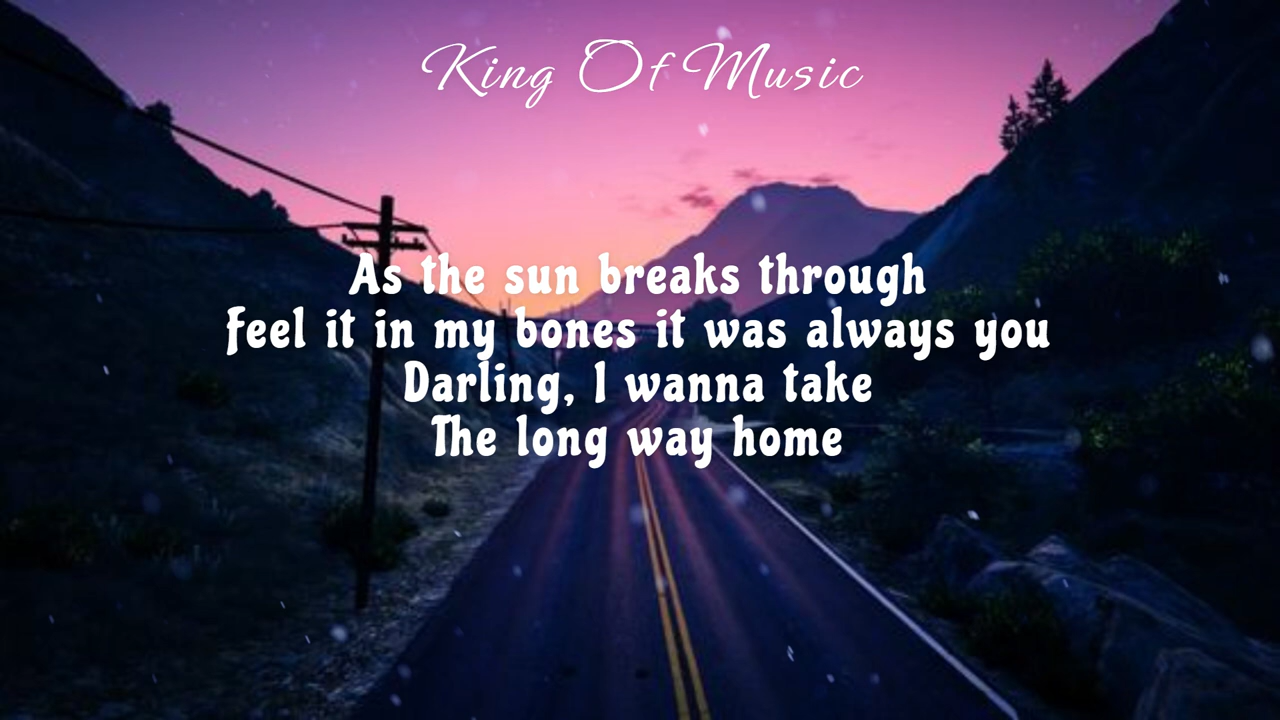 King Of Music
As the sun breaks through
Feel it in my bones it was always you
Darling, I wanna take
The long way home